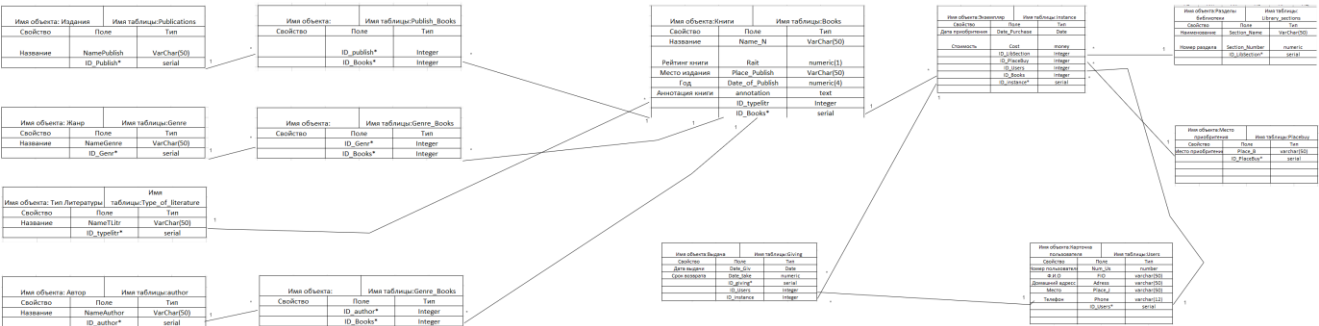 Имя объекта: Издания Имя таблицы:Publications
Свойство Поле Тип
Название NamePublish VarChar(50)
ID_Publish* serial
Имя объекта: Имя таблицы:Publish_Books
Свойство Поле Тип
ID_publish* Integer
ID_Books* Integer
Имя объекта:Книги Имя таблицы:Books
Свойство Поле Тип
Название Name_N VarChar(50)
Рейтинг книги Rait numeric(1)
Место издания Place_Publish VarChar(50)
Год Date_of_Publish numeric(4)
Аннотация книги annotation text
ID_typelitr Integer
ID_Books* serial
Имя объекта:Экземпляр Имя таблицы:Instance
Свойство Поле Тип
Дата приобретения Date_Purchase Date
Стоимость Cost money
ID_LibSection Integer
ID_PlaceBuy Integer
ID_Users Integer
ID_Books Integer
ID_instance* serial
Имя объекта:Разделы библиотеки Имя таблицы: Library_sections
Свойство Поле Тип
Наименование Section_Name VarChar(50)
Номер раздела Section_Number numeric
ID_LibSection* serial
Имя объекта: Жанр Имя таблицы:Genre
Свойство Поле Тип
Название NameGenre VarChar(50)
ID_Genr* serial
Имя объекта: Имя таблицы:Genre_Books
Свойство Поле Тип
ID_Genr* Integer
ID_Books* Integer
Имя объекта:Место приобретения Имя таблицы:Placebuy
Свойство Поле Тип
Место приобретения Place_B varchar(50)
ID_PlaceBuy* serial
Имя
Имя объекта: Тип Литературы таблицы:Type_of_literature
Свойство Поле Тип
Название NameTLitr VarChar(50)
ID_typelitr* serial
Имя объекта:Выдача Имя таблицы:Giving
Свойство Поле Тип
Дата выдачи Date_Giv Date
Срок возврата Date_take numeric
ID_giving* serial
ID_Users Integer
ID_instance Integer
Имя объекта:Карточка пользователя Имя таблицы:Users
Свойство Поле Тип
Номер пользователя Num_Us number
Ф.И.О FIO varchar(50)
Домашний адресс Adress varchar(50)
Место Place_J varchar(50)
Телефон Phone varchar(12)
ID_Users* serial
Имя объекта: Автор Имя таблицы:author
Свойство Поле Тип
Название NameAuthor VarChar(50)
ID_author* serial
Имя объекта: Имя таблицы:Genre_Books
Свойство Поле Тип
ID_author* Integer
ID_Books* Integer